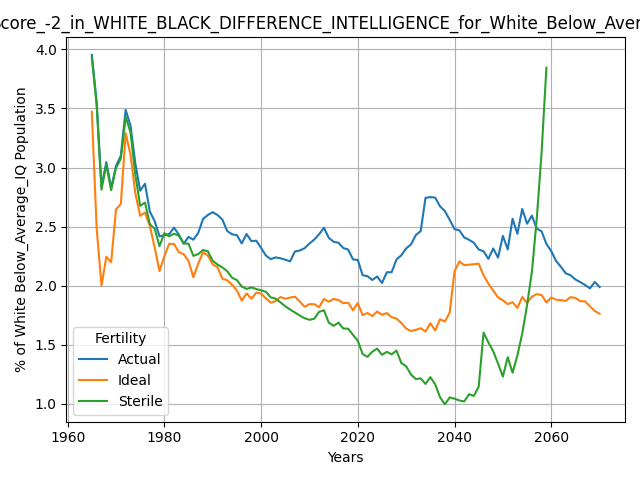 core_-2_in_WHITE_BLACK_DIFFERENCE_INTELLIGENCE_for_White_Below_Aver
% of White Below_Average_IQ Population
4.0
3.5
3.0
2.5
2.0
1.5
1.0
Fertility
Actual
Ideal
Sterile
1960
1980
2000
2020
2040
2060
Years